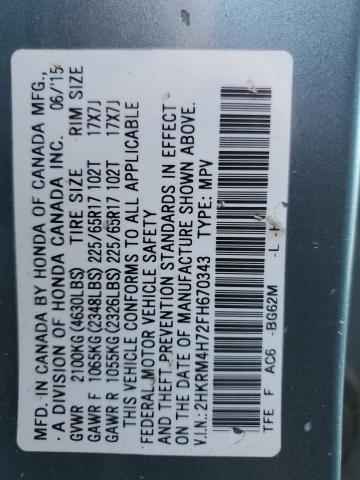 MFD. IN CANADA BY HONDA OF CANADA MFG.,
A DIVISION OF HONDA CANADA INC. 06/'15
GVWR 2100KG (4630LBS) TIRE SIZE RIM SIZE
GAWR F 1065KG (2348LBS) 225/65R17 102T 17X7J
GAWR R 1055KG (2326LBS) 225/65R17 102T 17X7J
THIS VEHICLE CONFORMS TO ALL APPLICABLE
FEDERAL MOTOR VEHICLE SAFETY
AND THEFT PREVENTION STANDARDS IN EFFECT
ON THE DATE OF MANUFACTURE SHOWN ABOVE.
V.I.N.: 2HKRM4H72FH670343 TYPE: MPV
TFE F AC6 -BG62M -L -H